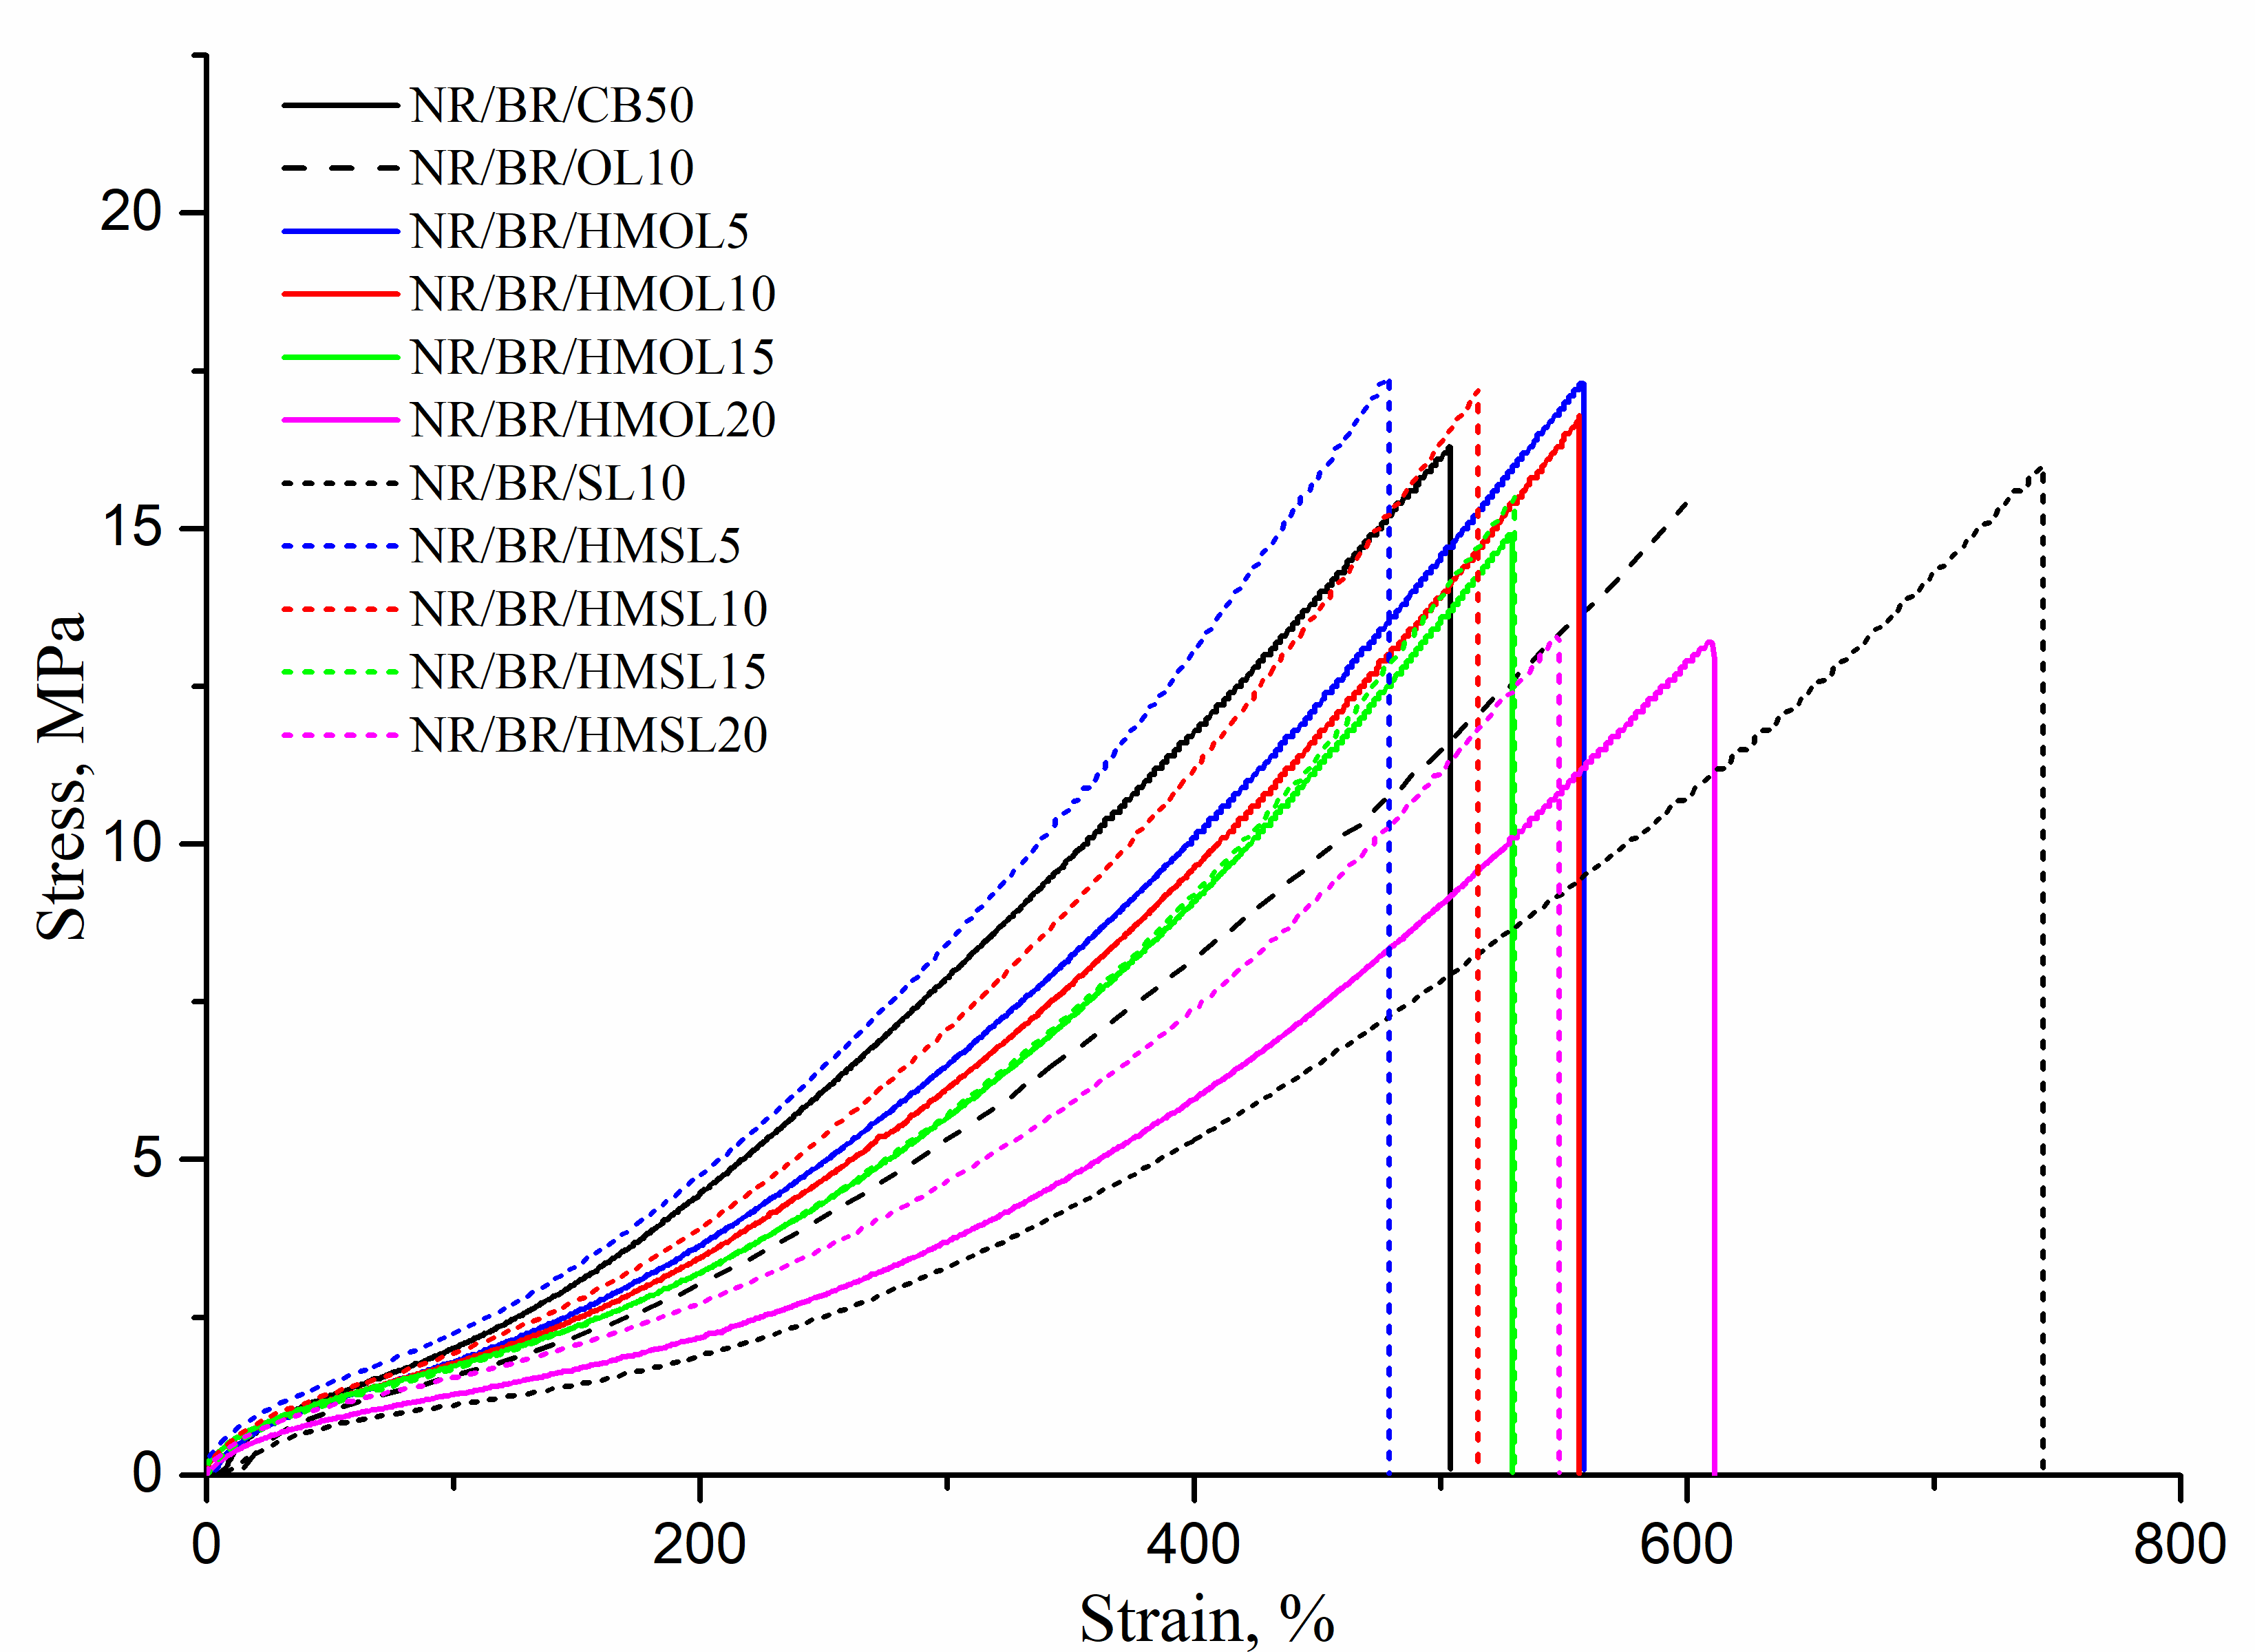 NR/BR/CB50
NR/BR/OL10
NR/BR/HMOL5
NR/BR/HMOL10
NR/BR/HMOL15
NR/BR/HMOL20
NR/BR/SL10
NR/BR/HMSL5
NR/BR/HMSL10
NR/BR/HMSL15
NR/BR/HMSL20
Stress, MPa
20
15
10
5
0
0 200 400 600 800
Strain, %